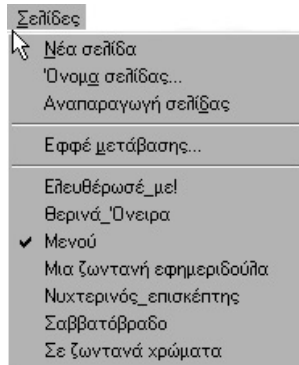 Σελίδες
Νέα σελίδα
Όνομα σελίδας...
Αναπαραγωγή σελίδας
Εφφέ μετάβασης...
Ελευθέρωσέ_με!
Θερινά_Όνειρα
Μενού
Μια ζωντανή εφημεριδούλα
Νυχτερινός_επισκέπτης
Σαββατόβραδο
Σε ζωντανά χρώματα